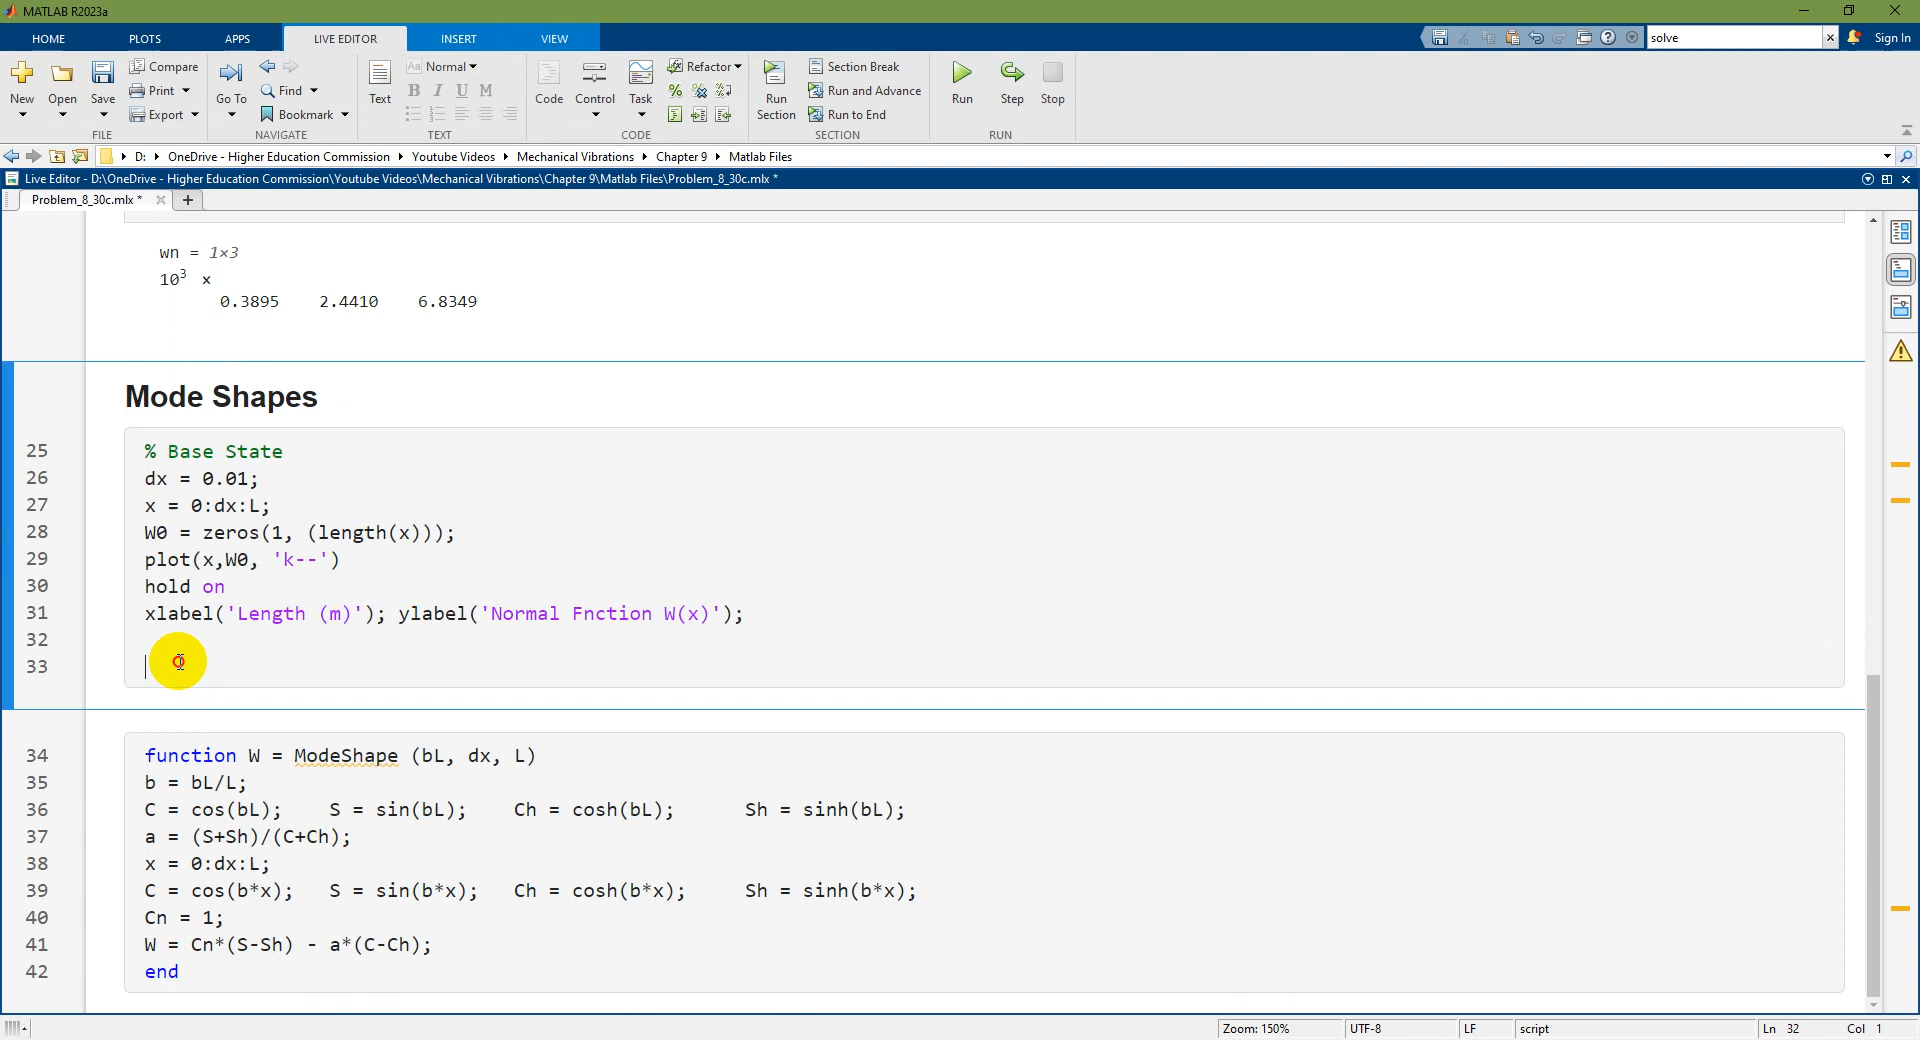 MATLAB R2023a
HOME PLOTS APPS LIVE EDITOR INSERT VIEW solve Sign In
New Open Save Compare Print Export Go To Find Bookmark Text Aa Normal B I U M Code Control Task Refactor Run Section Section Break Run and Advance Run to End Run Step Stop
FILE NAVIGATE TEXT CODE SECTION RUN
D: OneDrive - Higher Education Commission Youtube Videos Mechanical Vibrations Chapter 9 Matlab Files
Live Editor - D:\OneDrive - Higher Education Commission\Youtube Videos\Mechanical Vibrations\Chapter 9\Matlab Files\Problem_8_30c.mlx *
Problem_8_30c.mlx *
wn = 1×3
10³ x
0.3895 2.4410 6.8349
Mode Shapes
25 % Base State
26 dx = 0.01;
27 x = 0:dx:L;
28 W0 = zeros(1, (length(x)));
29 plot(x,W0, 'k--')
30 hold on
31 xlabel('Length (m)'); ylabel('Normal Fnction W(x)');
32
33
34 function W = ModeShape (bL, dx, L)
35 b = bL/L;
36 C = cos(bL); S = sin(bL); Ch = cosh(bL); Sh = sinh(bL);
37 a = (S+Sh)/(C+Ch);
38 x = 0:dx:L;
39 C = cos(b*x); S = sin(b*x); Ch = cosh(b*x); Sh = sinh(b*x);
40 Cn = 1;
41 W = Cn*(S-Sh) - a*(C-Ch);
42 end
Zoom: 150% UTF-8 LF script Ln 32 Col 1